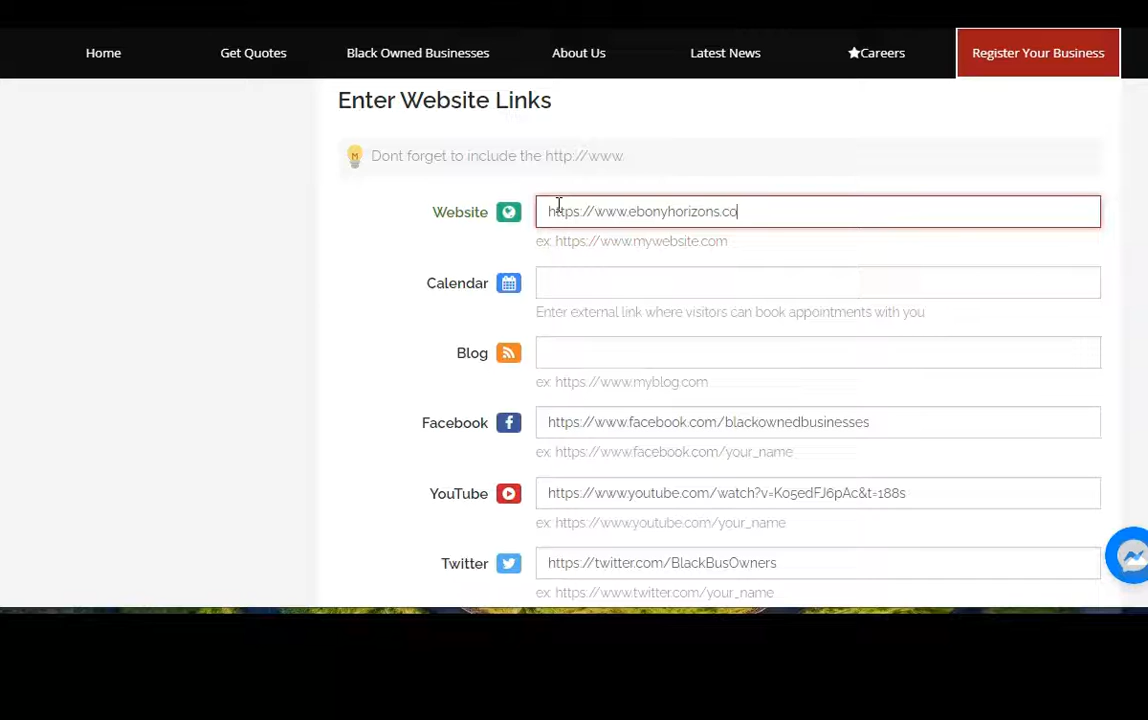 Home Get Quotes Black Owned Businesses About Us Latest News ★Careers Register Your Business
Enter Website Links
M Dont forget to include the http://www.
Website https://www.ebonyhorizons.co
ex: https://www.mywebsite.com
Calendar
Enter external link where visitors can book appointments with you
Blog
ex: https://www.myblog.com
Facebook f https://www.facebook.com/blackownedbusinesses
ex: https://www.facebook.com/your_name
YouTube https://www.youtube.com/watch?v=Ko5edFJ6pAc&t=188s
ex: https://www.youtube.com/your_name
Twitter https://twitter.com/BlackBusOwners
ex: https://www.twitter.com/your_name